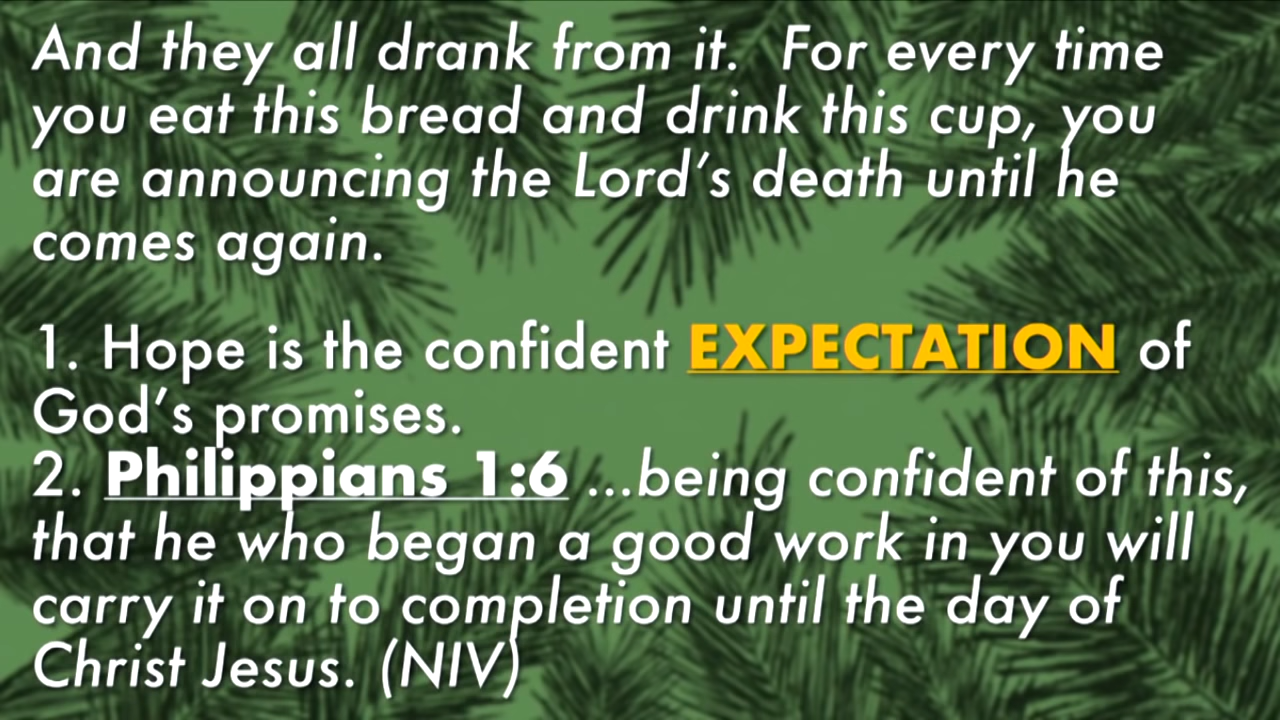 And they all drank from it.  For every time
you eat this bread and drink this cup, you
are announcing the Lord’s death until he
comes again.
1. Hope is the confident EXPECTATION of
God’s promises.
2. Philippians 1:6 ...being confident of this,
that he who began a good work in you will
carry it on to completion until the day of
Christ Jesus. (NIV)